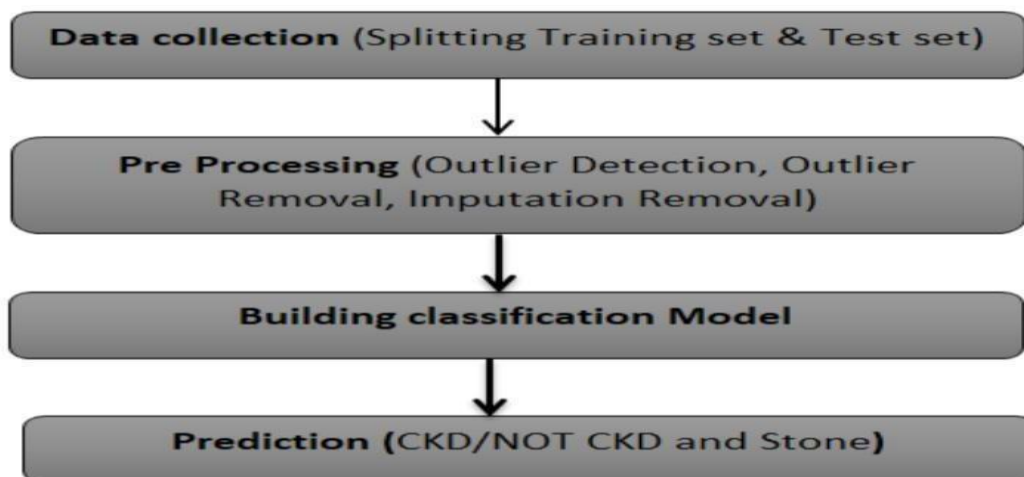 Data collection (Splitting Training set & Test set)
Pre Processing (Outlier Detection, Outlier
Removal, Imputation Removal)
Building classification Model
Prediction (CKD/NOT CKD and Stone)